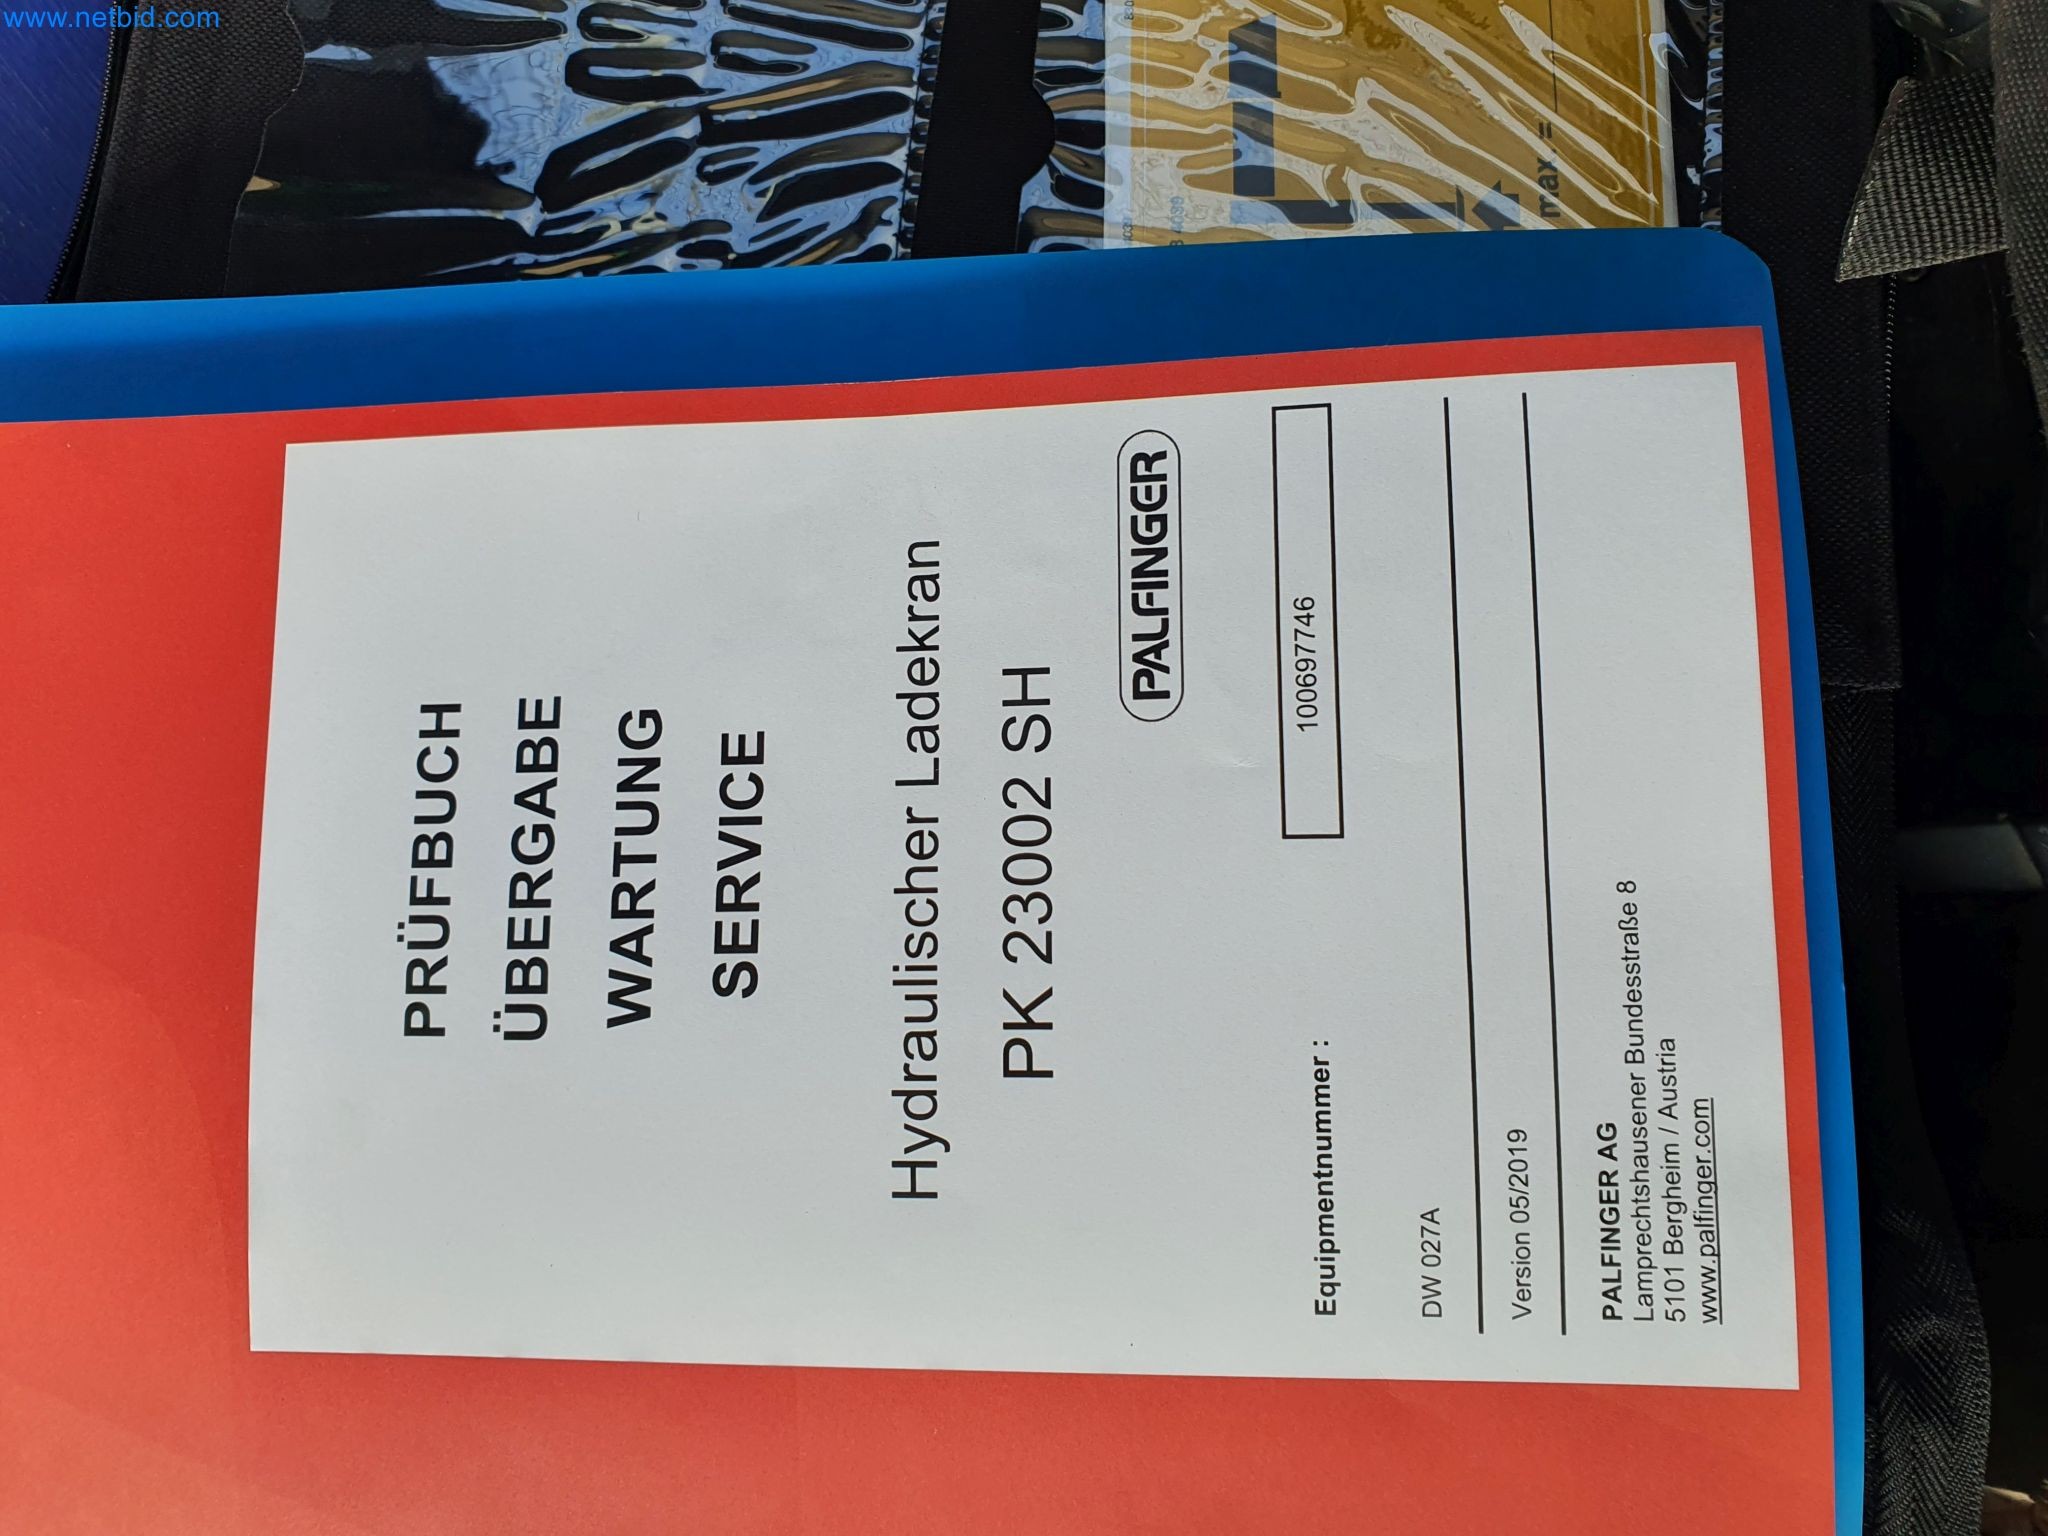 www.netbid.com
PRÜFBUCH
ÜBERGABE
WARTUNG
SERVICE
Hydraulischer Ladekran
PK 23002 SH
PALFINGER
Equipmentnummer : 100697746
DW 027A
Version 05/2019
PALFINGER AG
Lamprechtshausener Bundesstraße 8
5101 Bergheim / Austria
www.palfinger.com
max. =